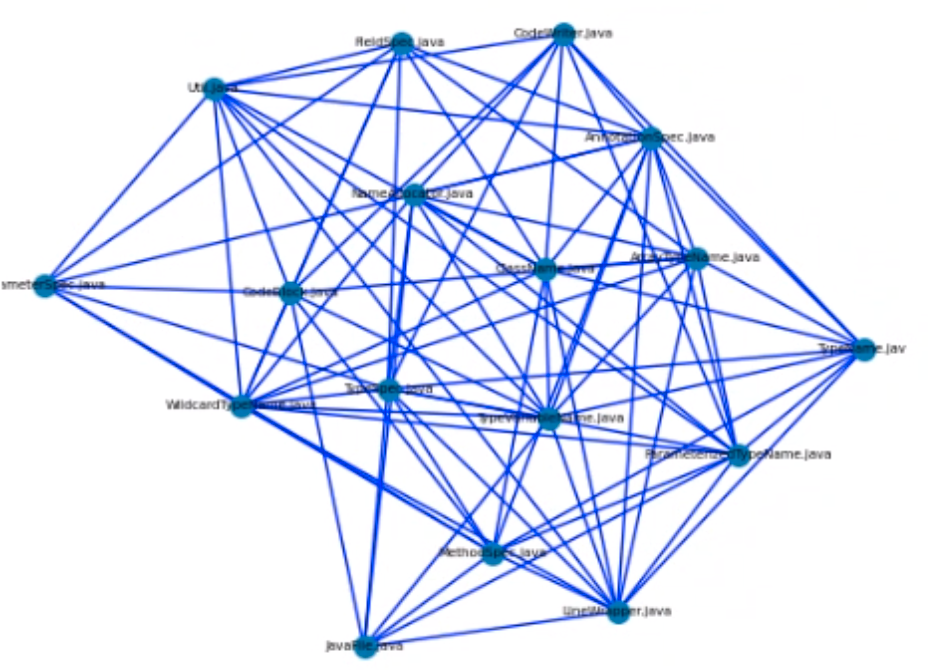 CodeWriter.java
FieldSpec.java
Util.java
AnnotationSpec.java
NameAllocator.java
ArrayTypeName.java
ClassName.java
ameterSpec.java
CodeBlock.java
TypeName.jav
TypeSpec.java
WildcardTypeName.java
TypeVariableName.java
ParameterizedTypeName.java
MethodSpec.java
LineWrapper.java
JavaFile.java